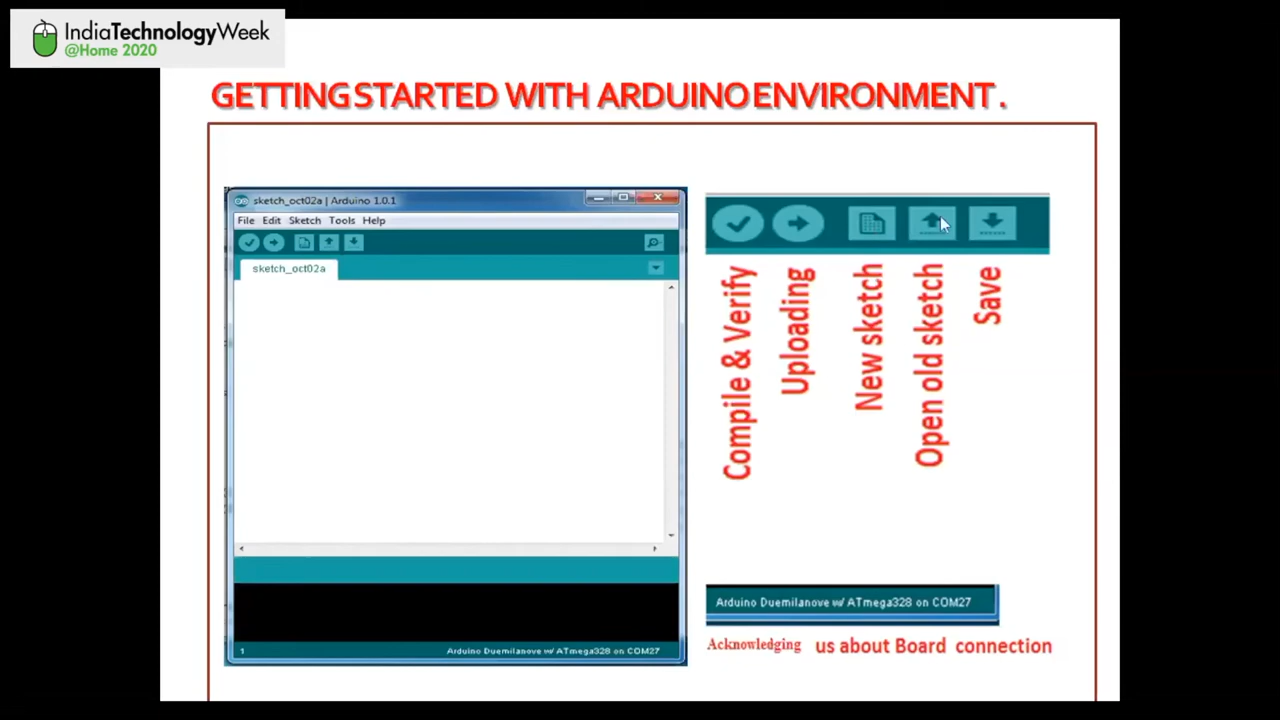 IndiaTechnologyWeek
@Home 2020
GETTING STARTED WITH ARDUINO ENVIRONMENT .
sketch_oct02a | Arduino 1.0.1
File Edit Sketch Tools Help
sketch_oct02a
1
Arduino Duemilanove w/ ATmega328 on COM27
Compile & Verify
Uploading
New sketch
Open old sketch
Save
Arduino Duemilanove w/ ATmega328 on COM27
Acknowledging us about Board connection